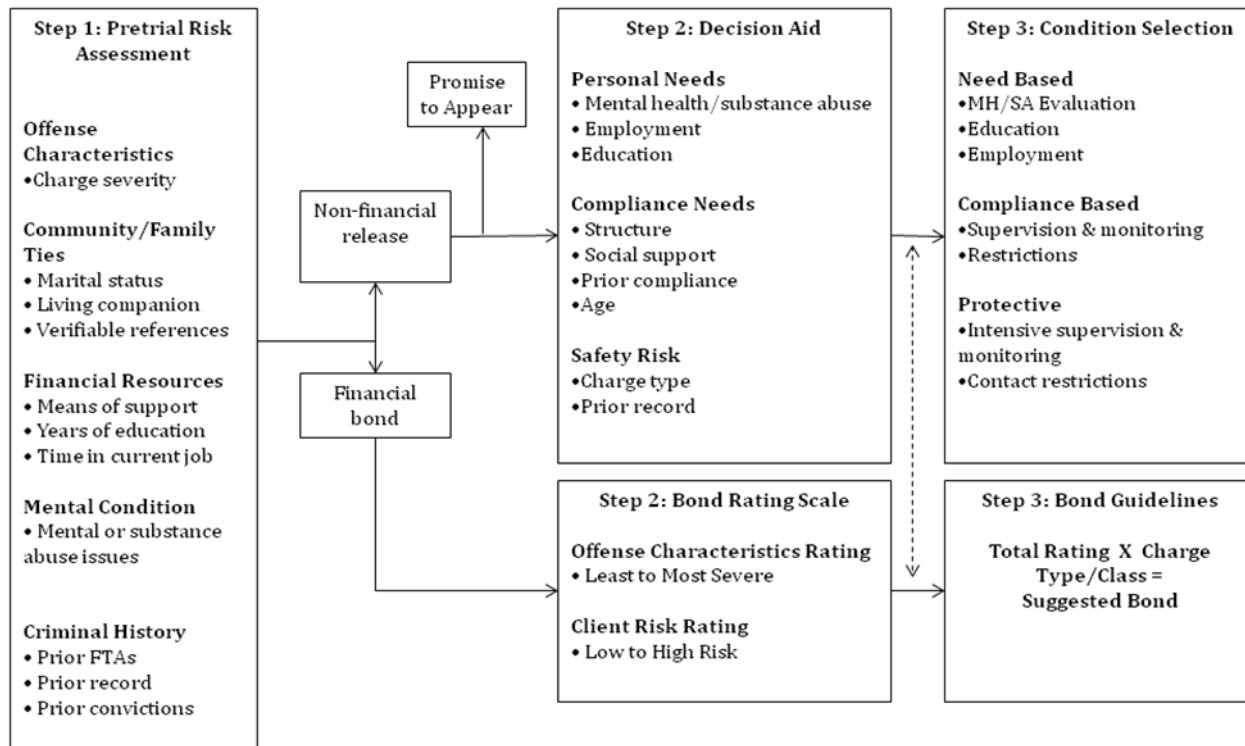 Step 1: Pretrial Risk
Assessment
Offense
Characteristics
•Charge severity
Community/Family
Ties
• Marital status
• Living companion
• Verifiable references
Financial Resources
• Means of support
• Years of education
• Time in current job
Mental Condition
• Mental or substance
abuse issues
Criminal History
• Prior FTAs
• Prior record
• Prior convictions
Promise
to Appear
Non-financial
release
Financial
bond
Step 2: Decision Aid
Personal Needs
• Mental health/substance abuse
• Employment
•Education
Compliance Needs
• Structure
• Social support
• Prior compliance
•Age
Safety Risk
• Charge type
• Prior record
Step 2: Bond Rating Scale
Offense Characteristics Rating
• Least to Most Severe
Client Risk Rating
• Low to High Risk
Step 3: Condition Selection
Need Based
•MH/SA Evaluation
•Education
•Employment
Compliance Based
•Supervision & monitoring
•Restrictions
Protective
•Intensive supervision &
monitoring
•Contact restrictions
Step 3: Bond Guidelines
Total Rating X Charge
Type/Class =
Suggested Bond